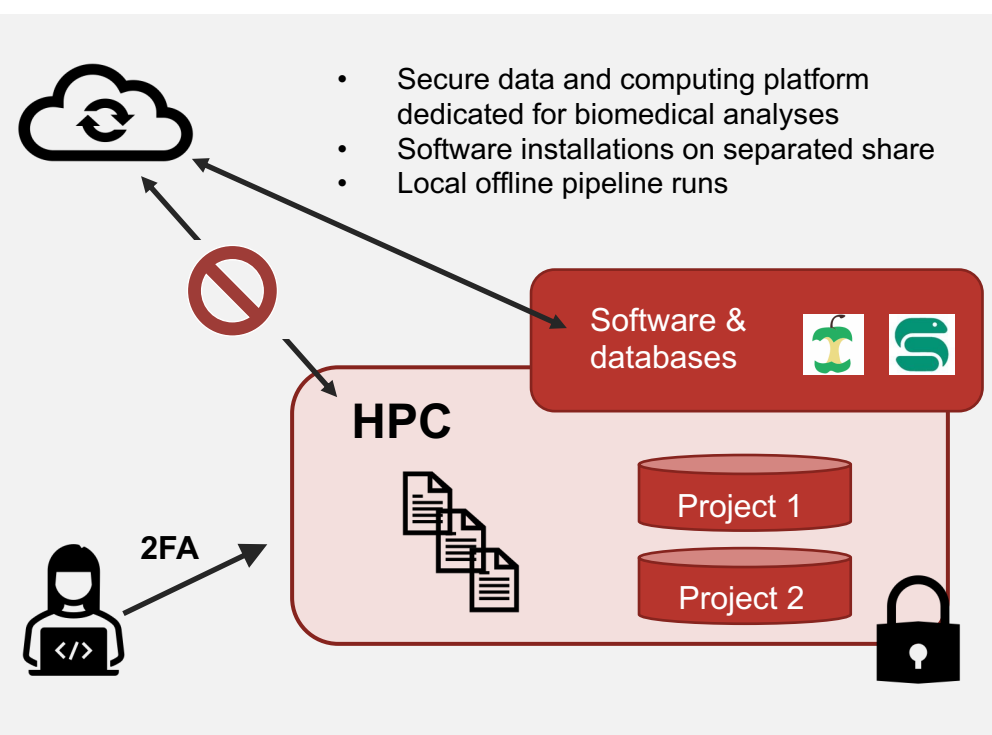 • Secure data and computing platform
dedicated for biomedical analyses
• Software installations on separated share
• Local offline pipeline runs
Software &
databases
HPC
Project 1
2FA
Project 2
</>